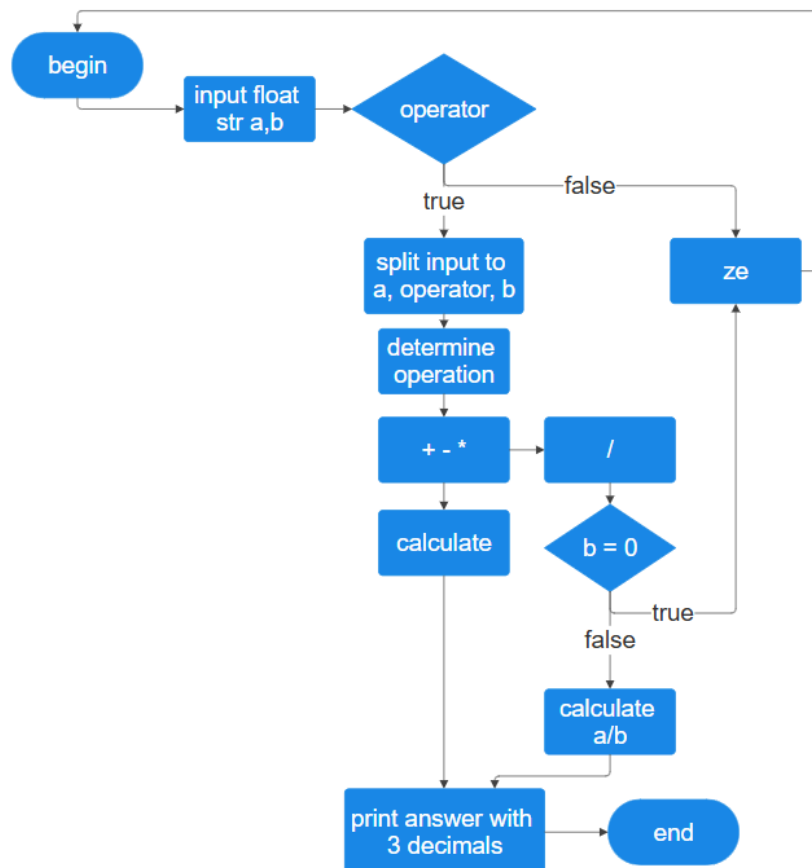 begin
input float
str a,b
operator
false
true
split input to
a, operator, b
ze
determine
operation
+ - *
/
calculate
b = 0
true
false
calculate
a/b
print answer with
3 decimals
end